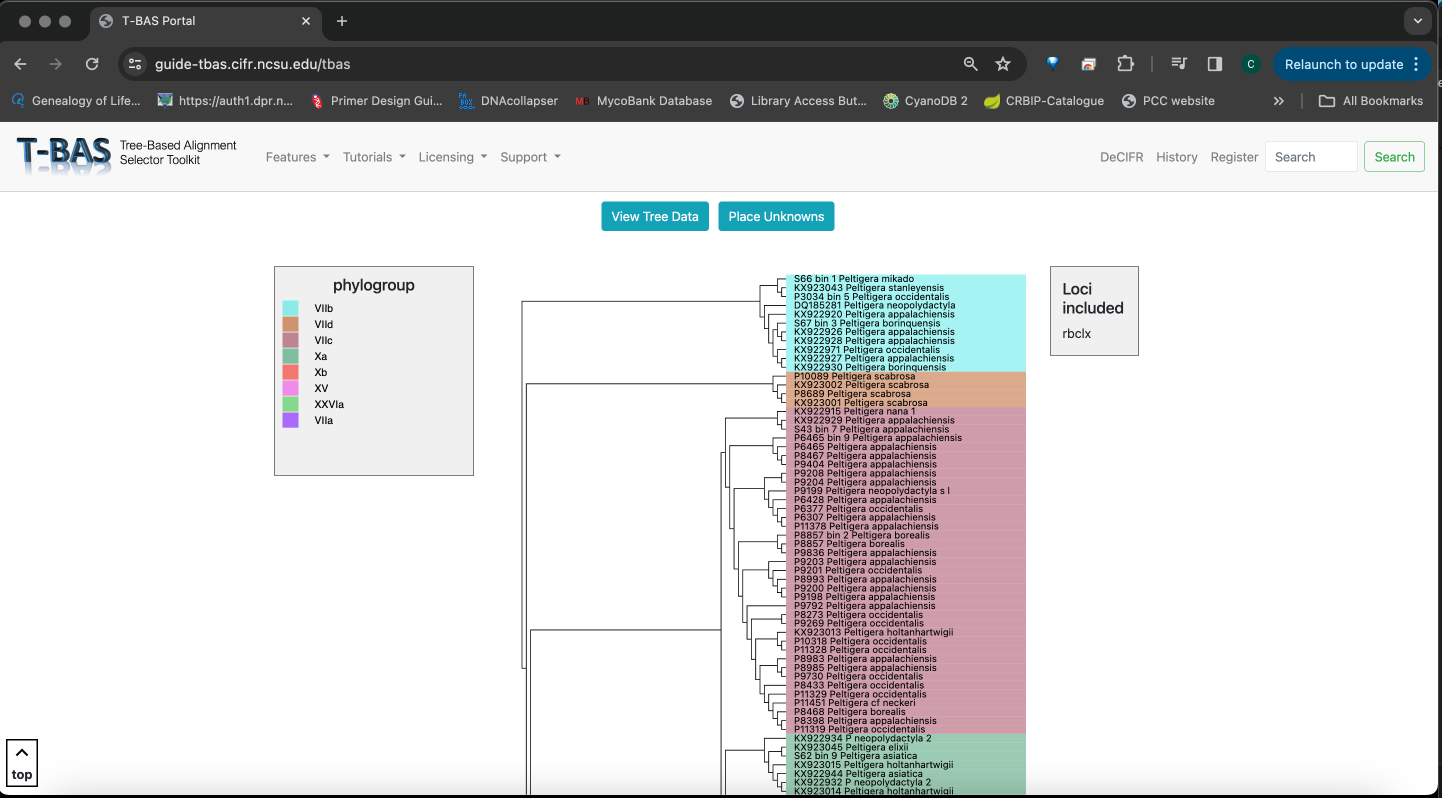 T-BAS Portal
guide-tbas.cifr.ncsu.edu/tbas
C
Relaunch to update
Genealogy of Life...
https://auth1.dpr.n...
Primer Design Gui...
DNAcollapser
MycoBank Database
Library Access But...
CyanoDB 2
CRBIP-Catalogue
PCC website
All Bookmarks
T-BAS
Tree-Based Alignment
Selector Toolkit
Features
Tutorials
Licensing
Support
DeCIFR
History
Register
Search
Search
View Tree Data
Place Unknowns
phylogroup
VIIb
VIId
VIIc
Xa
Xb
XV
XXVIa
VIIa
S66 bin 1 Peltigera mikado
KX923043 Peltigera stanleyensis
P3034 bin 5 Peltigera occidentalis
DQ185281 Peltigera neopolydactyla
KX922920 Peltigera appalachiensis
S67 bin 3 Peltigera borinquensis
KX922926 Peltigera appalachiensis
KX922928 Peltigera appalachiensis
KX922971 Peltigera occidentalis
KX922927 Peltigera appalachiensis
KX922930 Peltigera borinquensis
P10089 Peltigera scabrosa
KX923002 Peltigera scabrosa
P8689 Peltigera scabrosa
KX923001 Peltigera scabrosa
KX922915 Peltigera nana 1
KX922929 Peltigera appalachiensis
S43 bin 7 Peltigera appalachiensis
P6465 bin 9 Peltigera appalachiensis
P6465 Peltigera appalachiensis
P8467 Peltigera appalachiensis
P9404 Peltigera appalachiensis
P9208 Peltigera appalachiensis
P9204 Peltigera appalachiensis
P9199 Peltigera neopolydactyla s l
P6428 Peltigera appalachiensis
P6377 Peltigera occidentalis
P6307 Peltigera appalachiensis
P11378 Peltigera appalachiensis
P8857 bin 2 Peltigera borealis
P8857 Peltigera borealis
P9836 Peltigera appalachiensis
P9203 Peltigera appalachiensis
P9201 Peltigera occidentalis
P8993 Peltigera appalachiensis
P9200 Peltigera appalachiensis
P9198 Peltigera appalachiensis
P9792 Peltigera appalachiensis
P8273 Peltigera occidentalis
P9269 Peltigera occidentalis
KX923013 Peltigera holtanhartwigii
P10318 Peltigera occidentalis
P11328 Peltigera occidentalis
P8983 Peltigera appalachiensis
P8985 Peltigera appalachiensis
P9730 Peltigera occidentalis
P8433 Peltigera occidentalis
P11329 Peltigera occidentalis
P11451 Peltigera cf neckeri
P8468 Peltigera borealis
P8398 Peltigera appalachiensis
P11319 Peltigera occidentalis
KX922934 P neopolydactyla 2
KX923045 Peltigera elixii
S62 bin 9 Peltigera asiatica
KX923015 Peltigera holtanhartwigii
KX922944 Peltigera asiatica
KX922932 P neopolydactyla 2
KX923014 Peltigera holtanhartwigii
Loci
included
rbclx
top